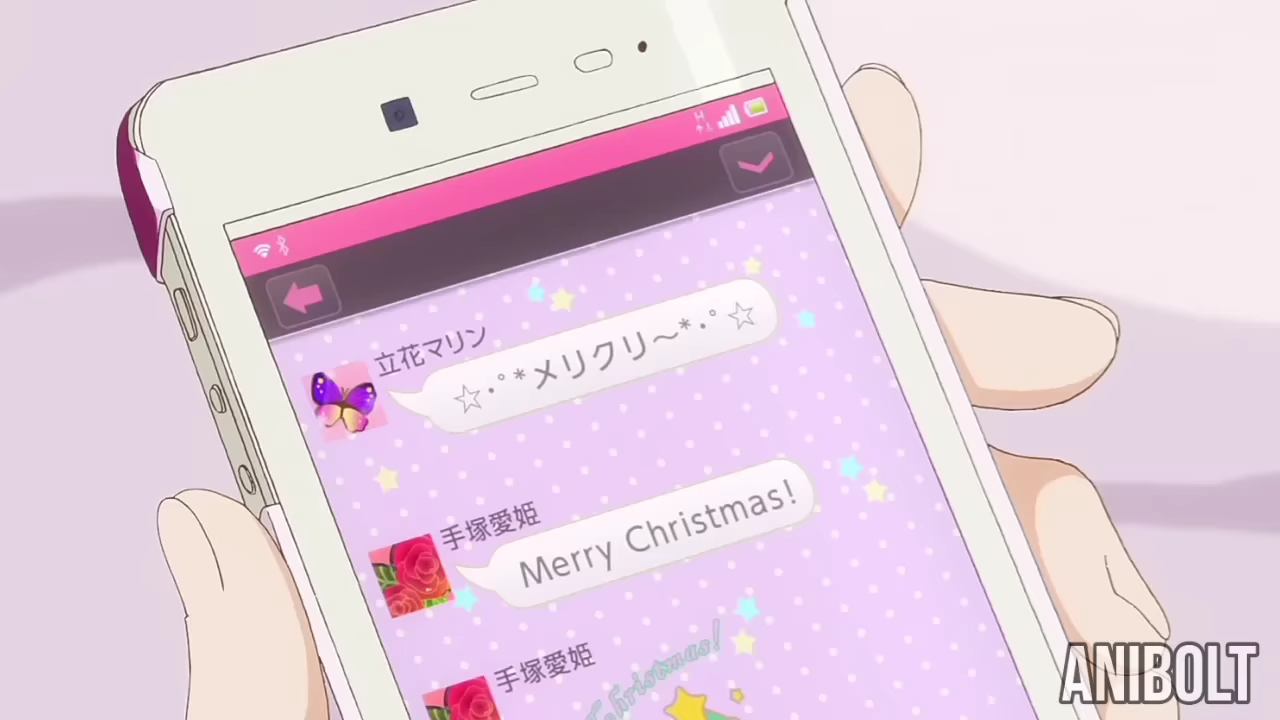 H
立花マリン
☆･ﾟ*メリクリ～*･ﾟ☆
手塚愛姫
Merry Christmas!
手塚愛姫
Christmas!
ANIBOLT